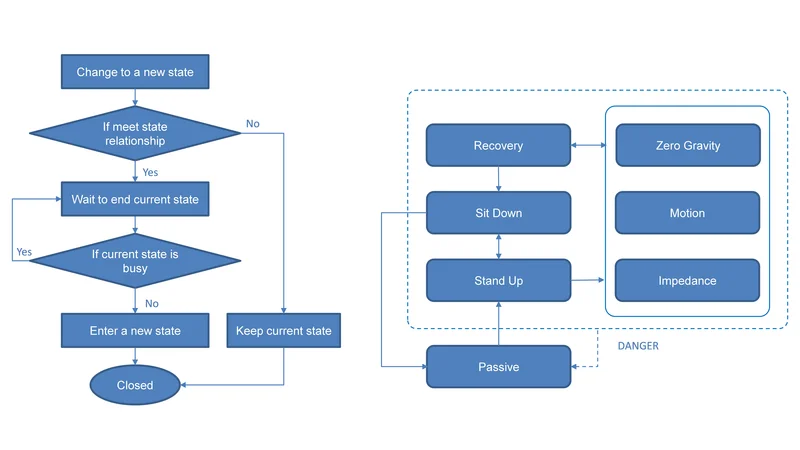 Change to a new state
If meet state
relationship
No
Yes
Wait to end current state
Yes
If current state is
busy
No
Enter a new state
Keep current state
Closed
Recovery
Zero Gravity
Sit Down
Motion
Stand Up
Impedance
DANGER
Passive